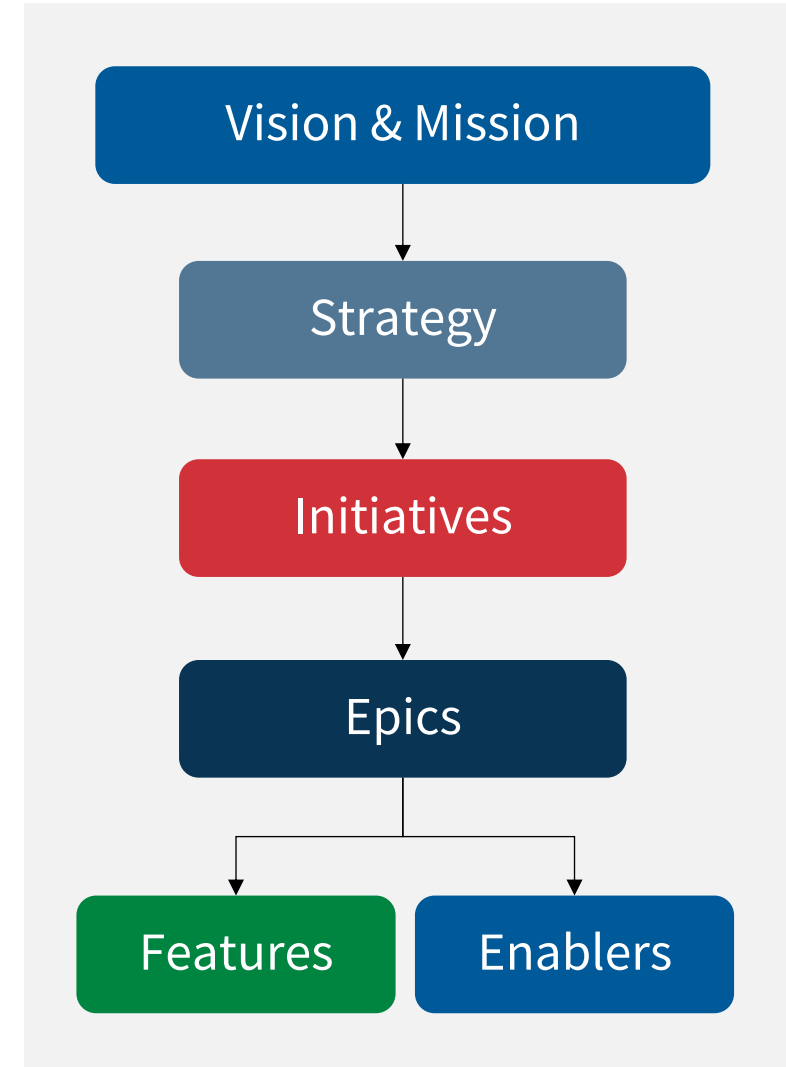 Vision & Mission
Strategy
Initiatives
Epics
Features
Enablers